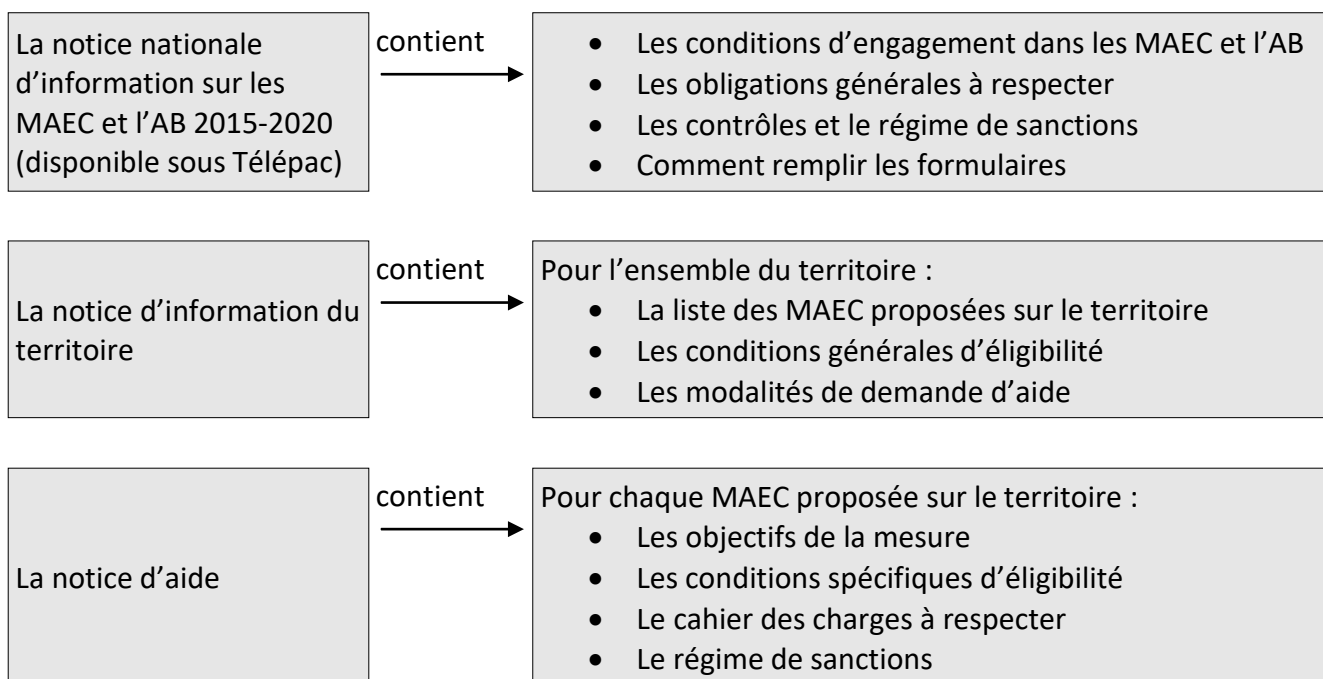 La notice nationale
d’information sur les
MAEC et l’AB 2015-2020
(disponible sous Télépac)
contient
• Les conditions d’engagement dans les MAEC et l’AB
• Les obligations générales à respecter
• Les contrôles et le régime de sanctions
• Comment remplir les formulaires
La notice d’information du
territoire
contient
Pour l’ensemble du territoire :
• La liste des MAEC proposées sur le territoire
• Les conditions générales d’éligibilité
• Les modalités de demande d’aide
La notice d’aide
contient
Pour chaque MAEC proposée sur le territoire :
• Les objectifs de la mesure
• Les conditions spécifiques d’éligibilité
• Le cahier des charges à respecter
• Le régime de sanctions